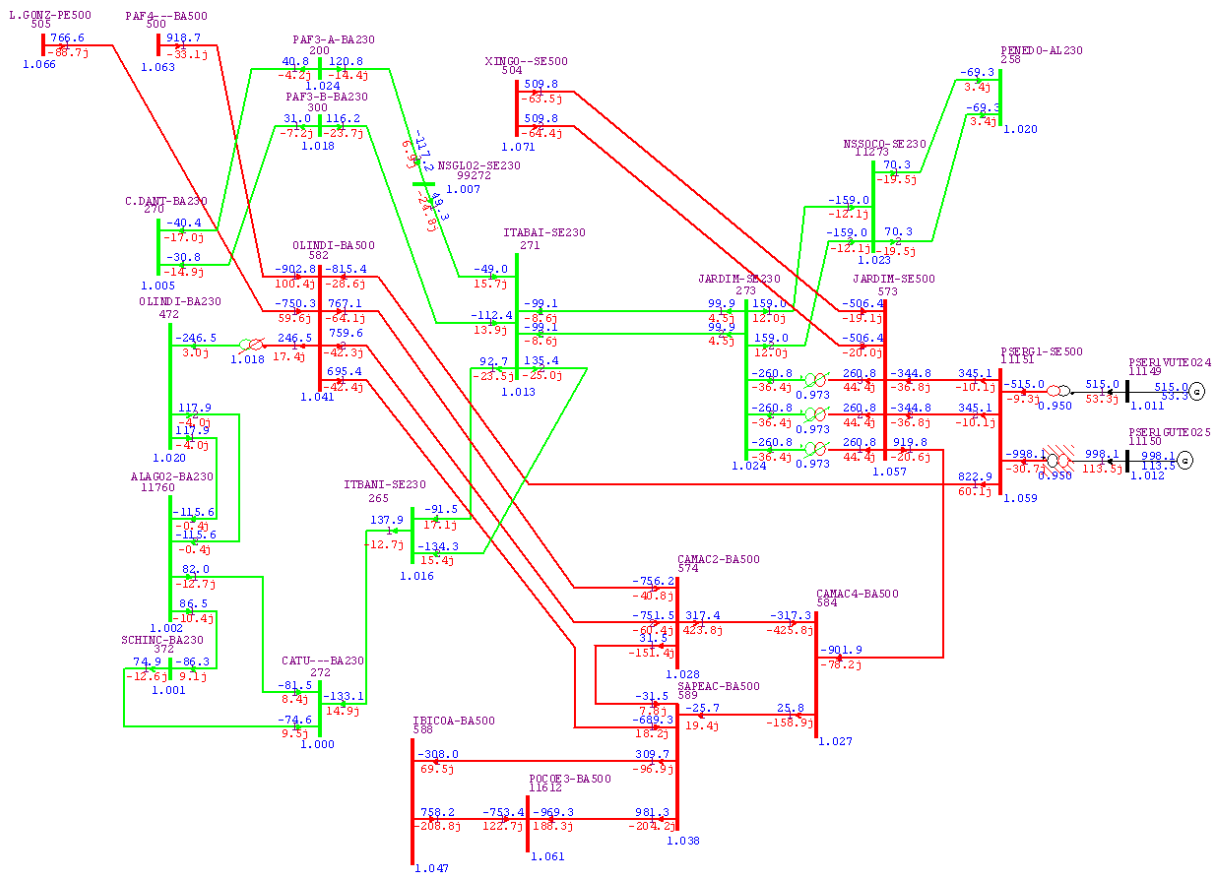 L.GONZ-PE500
505
766.6
-88.7j
1.066
PAF4---BA500
500
918.7
-33.1j
1.063
PAF3-A-BA230
200
40.8
120.8
-4.2j
-14.4j
1.024
PAF3-B-BA230
300
31.0
116.2
-7.2j
-23.7j
1.018
XINGO--SE500
504
509.8
-63.5j
509.8
-64.4j
1.071
PENEDO-AL230
258
-69.3
3.4j
-69.3
3.4j
1.020
NSSOCO-SE230
11273
70.3
-19.5j
-159.0
-12.1j
-159.0
70.3
-12.1j
-19.5j
1.023
-117.2
6.9j
NSGLO2-SE230
99272
1.007
49.3
-24.8j
C.DANT-BA230
270
-40.4
-17.0j
-30.8
-14.9j
1.005
OLINDI-BA500
582
-902.8
-815.4
100.4j
-28.6j
-750.3
767.1
59.6j
-64.1j
246.5
759.6
17.4j
-42.3j
695.4
-42.4j
1.041
ITABAI-SE230
271
-49.0
15.7j
-99.1
-8.6j
-112.4
-99.1
13.9j
-8.6j
92.7
135.4
-23.5j
-25.0j
1.013
OLINDI-BA230
472
-246.5
3.0j
1.018
117.9
-4.0j
117.9
-4.0j
1.020
JARDIM-SE230
273
99.9
159.0
4.5j
12.0j
99.9
159.0
4.5j
12.0j
-260.8
-36.4j
0.973
-260.8
-36.4j
0.973
-260.8
-36.4j
0.973
1.024
JARDIM-SE500
573
-506.4
-19.1j
-506.4
-20.0j
260.8
-344.8
44.4j
-36.8j
260.8
-344.8
44.4j
-36.8j
260.8
919.8
44.4j
-20.6j
1.057
PSERG1-SE500
11151
345.1
-515.0
-10.1j
-9.3j
345.1
-10.1j
-998.1
-30.7j
822.9
60.1j
1.059
0.950
0.950
PSER1VUTE024
11149
515.0
515.0
53.3j
53.3
1.011
PSER1GUTE025
11150
998.1
998.1
113.5j
113.5
1.012
ALAGO2-BA230
11760
-115.6
-0.4j
-115.6
-0.4j
82.0
-12.7j
86.5
-10.4j
1.002
ITBANI-SE230
265
137.9
-91.5
-12.7j
17.1j
-134.3
15.4j
1.016
SCHINC-BA230
372
74.9
-86.3
-12.6j
9.1j
1.001
CATU---BA230
272
-81.5
-133.1
8.4j
14.9j
-74.6
9.5j
1.000
CAMAC2-BA500
574
-756.2
-40.8j
-751.5
317.4
-60.4j
423.8j
31.5
-151.4j
1.028
CAMAC4-BA500
584
-317.3
-425.8j
-901.9
-78.2j
25.8
-158.9j
1.027
SAPEAC-BA500
589
-31.5
-25.7
7.8j
19.4j
-689.3
18.2j
309.7
-96.9j
981.3
-204.2j
1.038
IBICOA-BA500
588
-308.0
69.5j
758.2
-208.8j
1.047
POCOE3-BA500
11612
-753.4
-969.3
122.7j
188.3j
1.061